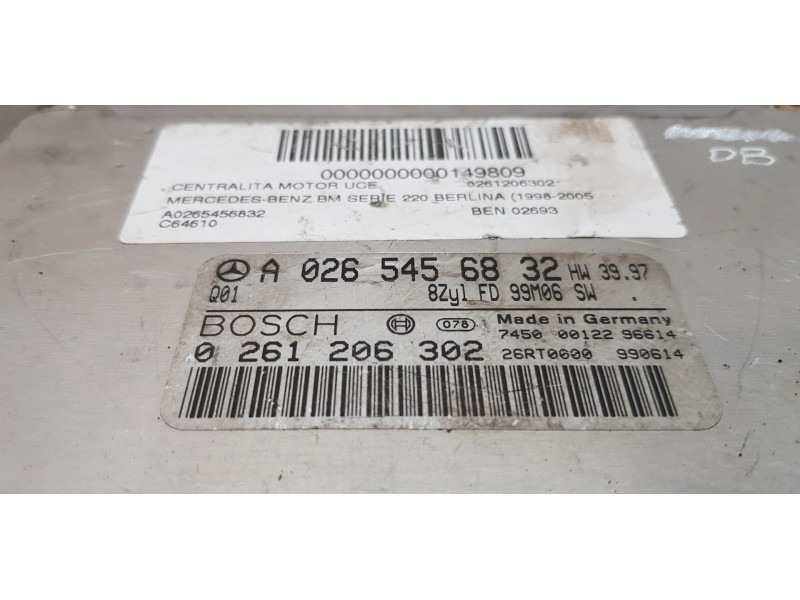 DB
0000000000149809
CENTRALITA MOTOR UCE 0261206302
MERCEDES-BENZ BM SERIE 220 BERLINA (1998-2005
A0265456832 BEN 02693
C64610
A 026 545 68 32 HW 39.97
Q01 8Zyl FD 99M06 SW .
BOSCH 078 Made in Germany
7450 00122 96614
0 261 206 302 26RT0600 990614